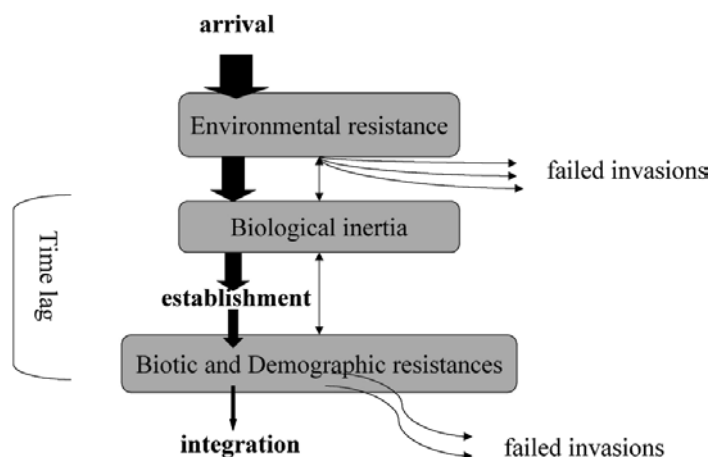 arrival
Environmental resistance
failed invasions
Biological inertia
Time lag
establishment
Biotic and Demographic resistances
integration
failed invasions